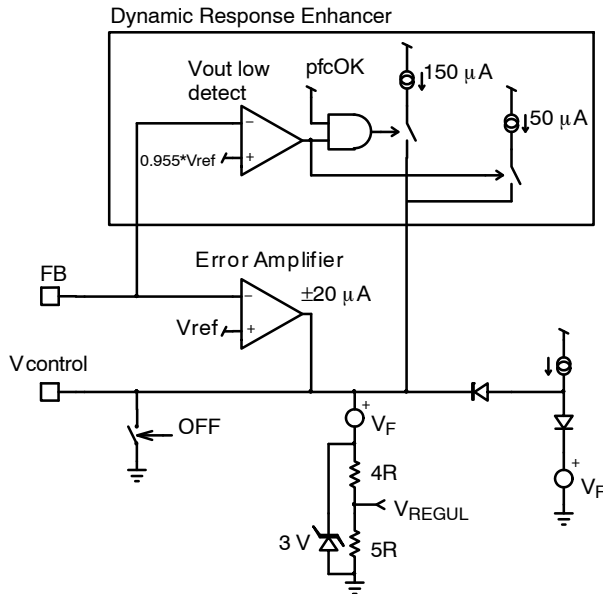 Dynamic Response Enhancer
Vout low
detect
pfcOK
150 μA
50 μA
−
+
0.955*Vref
FB
Error Amplifier
±20 μA
−
+
Vref
Vcontrol
OFF
+
VF
4R
VREGUL
3 V
5R
+
VF